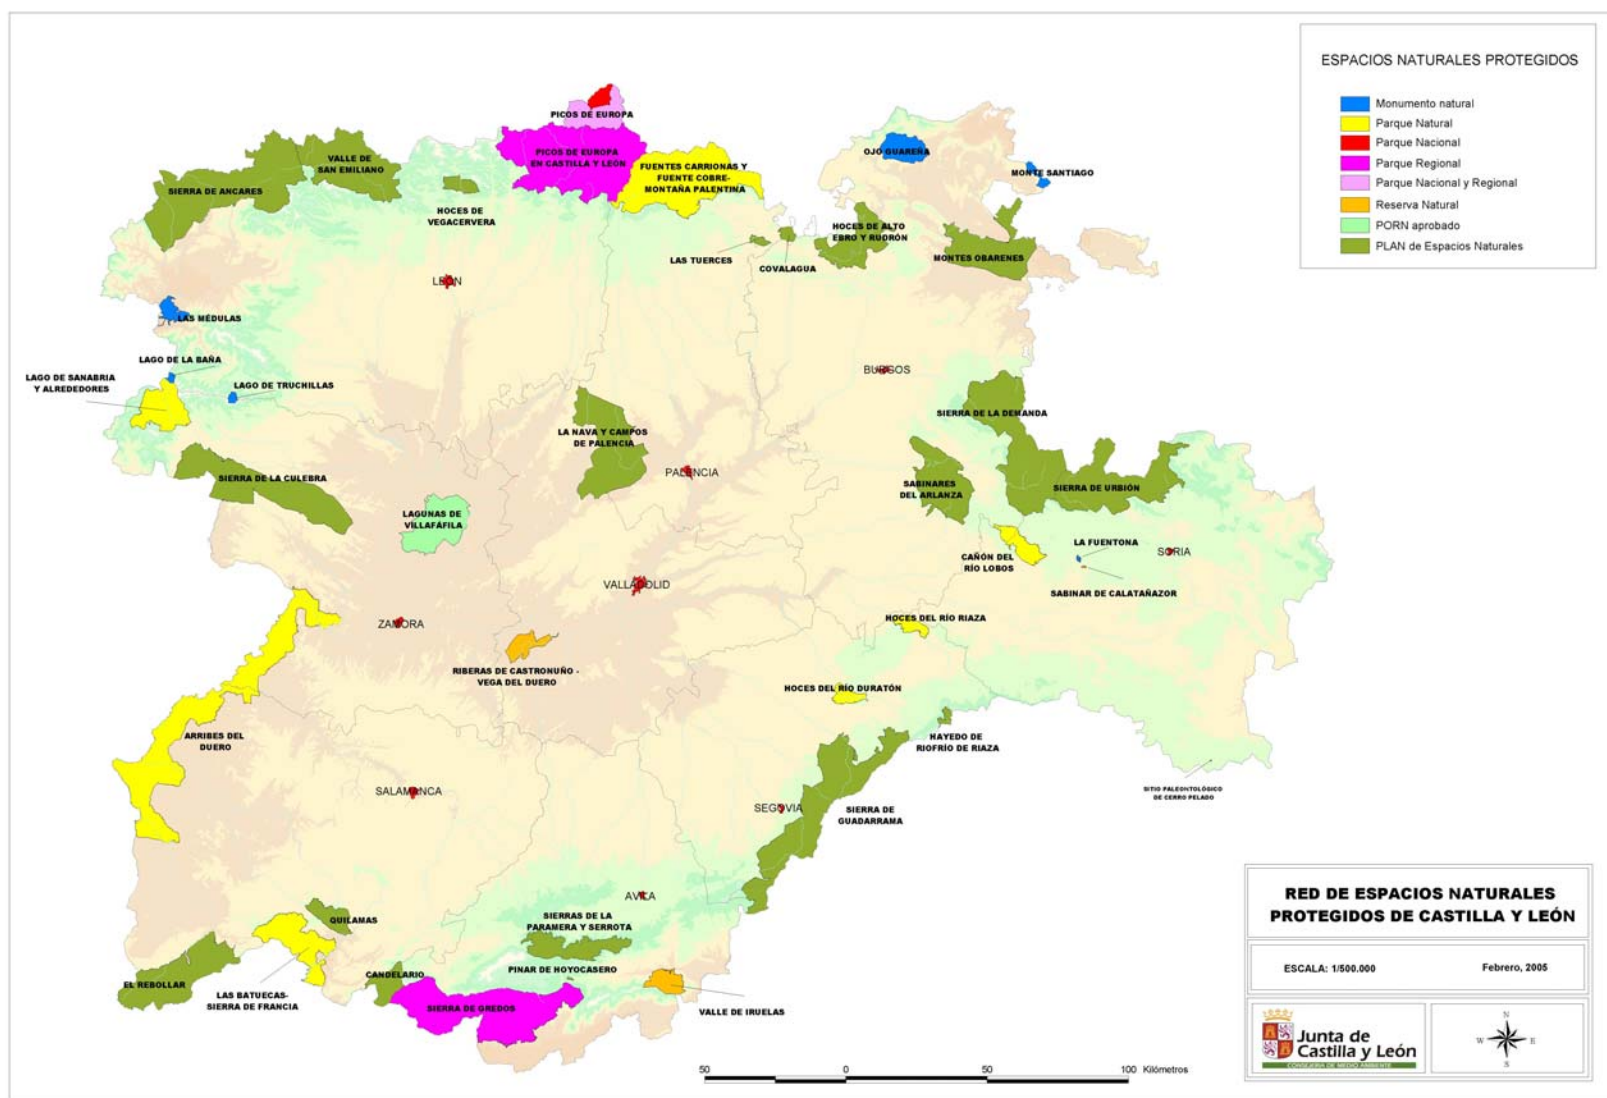 ESPACIOS NATURALES PROTEGIDOS
Monumento natural
Parque Natural
Parque Nacional
Parque Regional
Parque Nacional y Regional
Reserva Natural
PORN aprobado
PLAN de Espacios Naturales
PICOS DE EUROPA
PICOS DE EUROPA
EN CASTILLA Y LEÓN
VALLE DE
SAN EMILIANO
SIERRA DE ANCARES
FUENTES CARRIONAS Y
FUENTE COBRE-
MONTAÑA PALENTINA
OJO GUAREÑA
MONTE SANTIAGO
HOCES DE
VEGACERVERA
HOCES DE ALTO
EBRO Y RUDRÓN
LAS TUERCES
COVALAGUA
MONTES OBARENES
LEÓN
LAS MÉDULAS
LAGO DE LA BAÑA
LAGO DE SANABRIA
Y ALREDEDORES
LAGO DE TRUCHILLAS
BURGOS
SIERRA DE LA DEMANDA
LA NAVA Y CAMPOS
DE PALENCIA
PALENCIA
SIERRA DE LA CULEBRA
SABINARES
DEL ARLANZA
SIERRA DE URBIÓN
LAGUNAS DE
VILLAFÁFILA
LA FUENTONA
SORIA
CAÑÓN DEL
RÍO LOBOS
SABINAR DE CALATAÑAZOR
VALLADOLID
ZAMORA
HOCES DEL RÍO RIAZA
RIBERAS DE CASTRONUÑO -
VEGA DEL DUERO
HOCES DEL RÍO DURATÓN
ARRIBES DEL
DUERO
HAYEDO DE
RIOFRÍO DE RIAZA
SITIO PALEONTOLÓGICO
DE CERRO PELADO
SALAMANCA
SEGOVIA
SIERRA DE
GUADARRAMA
AVILA
QUILAMAS
SIERRAS DE LA
PARAMERA Y SERROTA
PINAR DE HOYOCASERO
CANDELARIO
EL REBOLLAR
LAS BATUECAS-
SIERRA DE FRANCIA
SIERRA DE GREDOS
VALLE DE IRUELAS
50 0 50 100 Kilómetros
RED DE ESPACIOS NATURALES
PROTEGIDOS DE CASTILLA Y LEÓN
ESCALA: 1/500.000 Febrero, 2005
Junta de
Castilla y León
CONSEJERÍA DE MEDIO AMBIENTE
N
W E
S